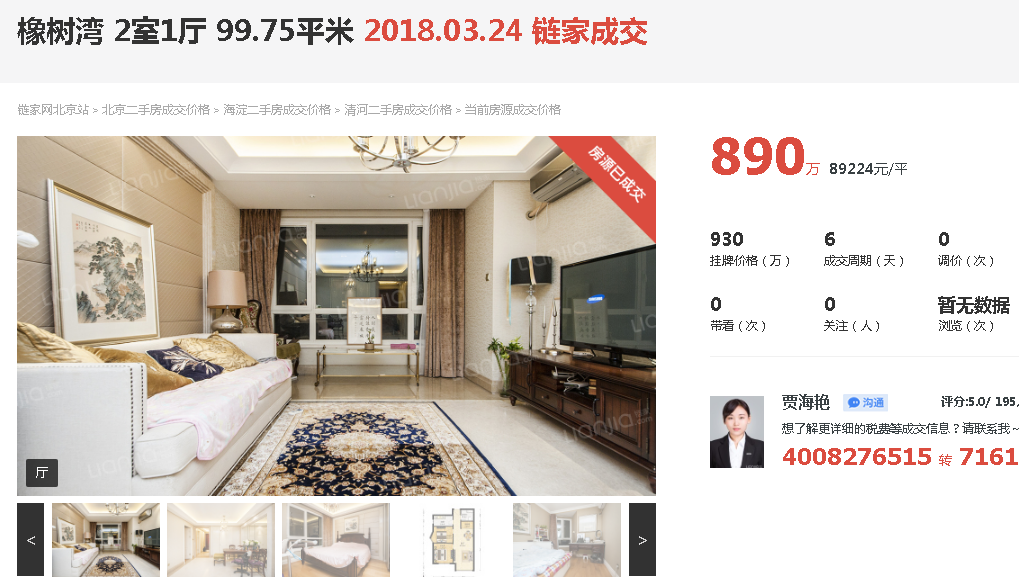 橡树湾 2室1厅 99.75平米 2018.03.24 链家成交
链家网北京站 > 北京二手房成交价格 > 海淀二手房成交价格 > 清河二手房成交价格 > 当前房源成交价格
房源已成交
890万 89224元/平
930 6 0
挂牌价格（万） 成交周期（天） 调价（次）
0 0 暂无数据
带看（次） 关注（人） 浏览（次）
贾海艳 沟通 评分:5.0/ 195,
想了解更详细的税费等成交信息？请联系我~
4008276515 转 7161
厅
< >
Lianjia